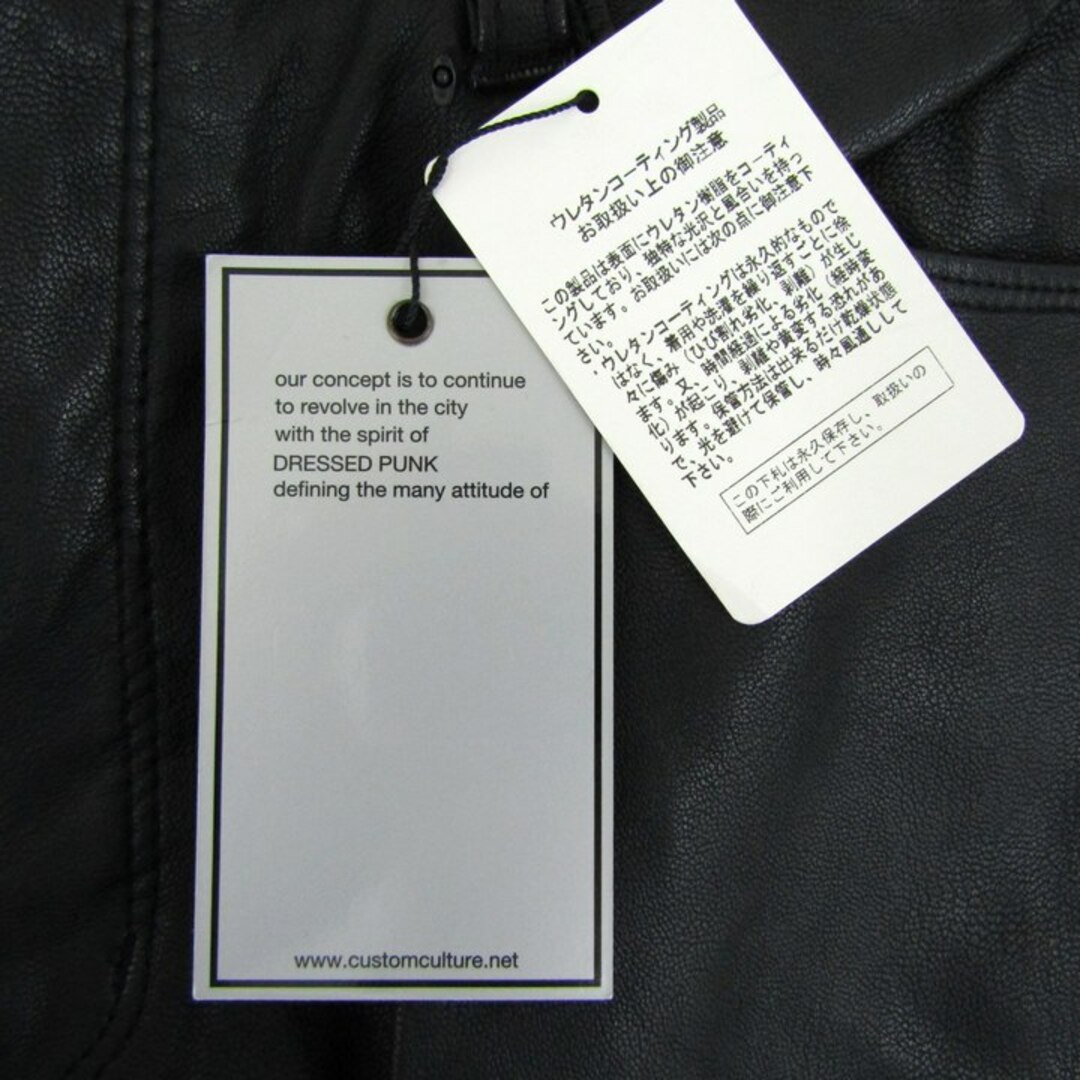 our concept is to continue
to revolve in the city
with the spirit of
DRESSED PUNK
defining the many attitude of
www.customculture.net
ウレタンコーティング製品
お取扱い上の御注意
この製品は表面にウレタン樹脂をコーティ
ングしており、独特な光沢と風合いを持っ
ています。お取扱いには次の点に御注意下
さい。
・ウレタンコーティングは永久的なもので
はなく、着用や洗濯を繰り返すごとに徐
々に傷み（ひび割れ劣化、剥離）が生じ
ます。又、時間経過による劣化（経時変
化）が起こり、剥離や黄変する恐れがあ
ります。保管方法は出来るだけ乾燥状態
で、光を避けて保管し、時々風通しして
下さい。
この下札は永久保存し、取扱いの
際にご利用して下さい。